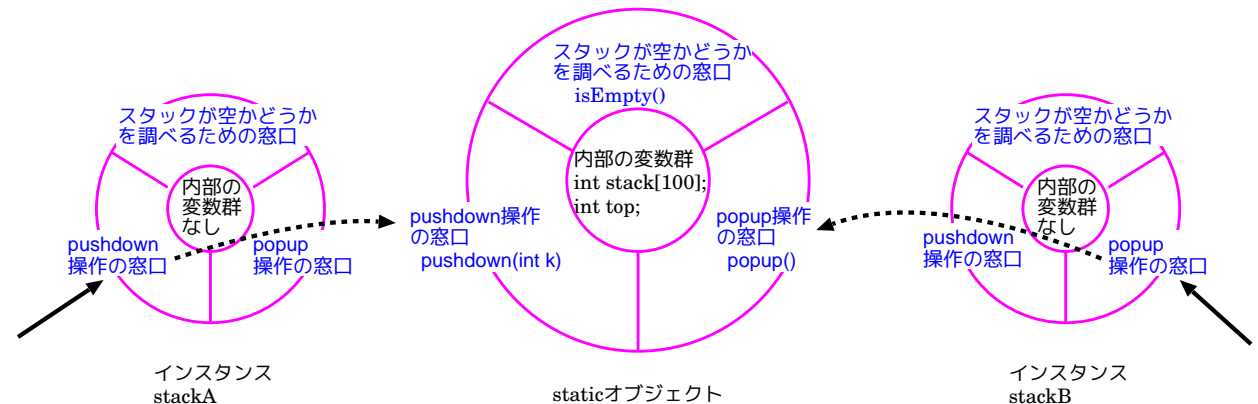 スタックが空かどうか
を調べるための窓口
内部の
変数群
なし
pushdown
操作の窓口
popup
操作の窓口
インスタンス
stackA
スタックが空かどうか
を調べるための窓口
isEmpty()
内部の変数群
int stack[100];
int top;
pushdown操作
の窓口
pushdown(int k)
popup操作
の窓口
popup()
staticオブジェクト
スタックが空かどうか
を調べるための窓口
内部の
変数群
なし
pushdown
操作の窓口
popup
操作の窓口
インスタンス
stackB